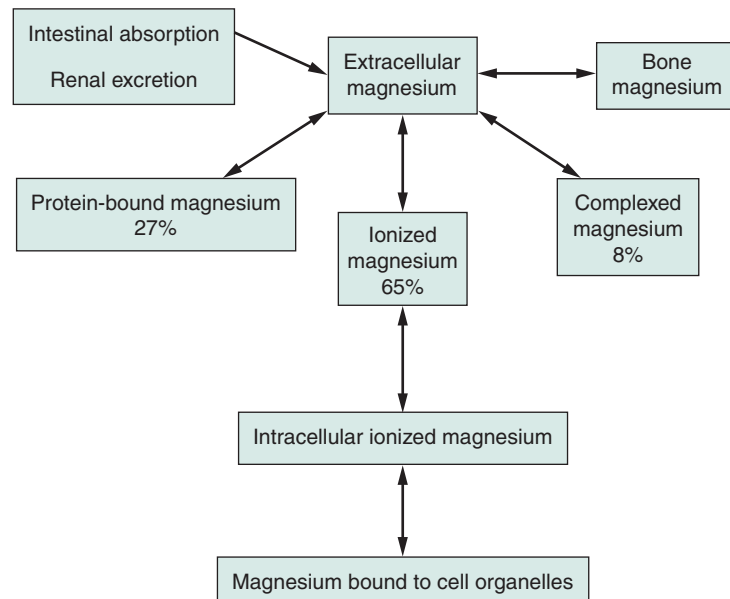 Intestinal absorption
Renal excretion
Extracellular
magnesium
Bone
magnesium
Protein-bound magnesium
27%
Ionized
magnesium
65%
Complexed
magnesium
8%
Intracellular ionized magnesium
Magnesium bound to cell organelles